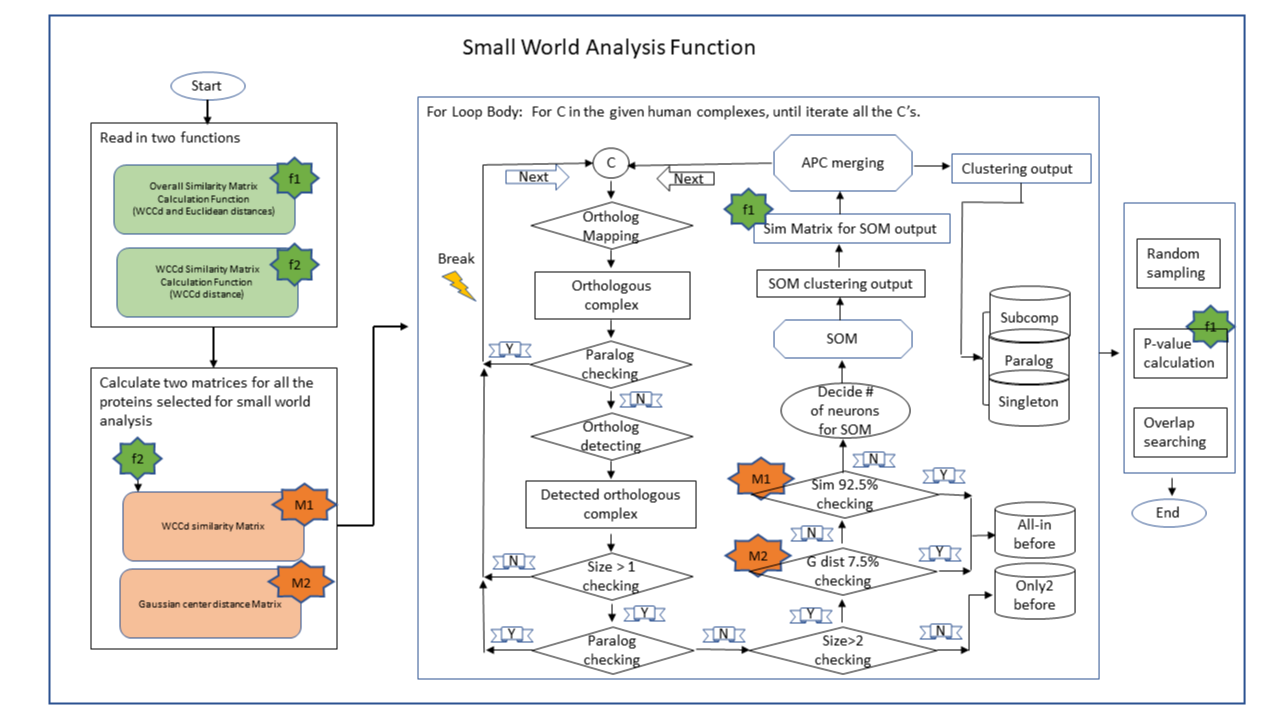 Small World Analysis Function
Start
Read in two functions
f1
Overall Similarity Matrix
Calculation Function
(WCCd and Euclidean distances)
f2
WCCd Similarity Matrix
Calculation Function
(WCCd distance)
Calculate two matrices for all the
proteins selected for small world
analysis
f2
M1
WCCd similarity Matrix
M2
Gaussian center distance Matrix
For Loop Body: For C in the given human complexes, until iterate all the C's.
C
Next
Next
Break
Ortholog
Mapping
Orthologous
complex
Paralog
checking
Y
N
Ortholog
detecting
Detected orthologous
complex
Size > 1
checking
N
Y
Paralog
checking
Y
N
Size>2
checking
Y
N
M2
G dist 7.5%
checking
N
Y
M1
Sim 92.5%
checking
N
Y
Decide #
of neurons
for SOM
SOM
SOM clustering output
f1
Sim Matrix for SOM output
APC merging
Clustering output
Subcomp
Paralog
Singleton
All-in
before
Only2
before
Random
sampling
f1
P-value
calculation
Overlap
searching
End